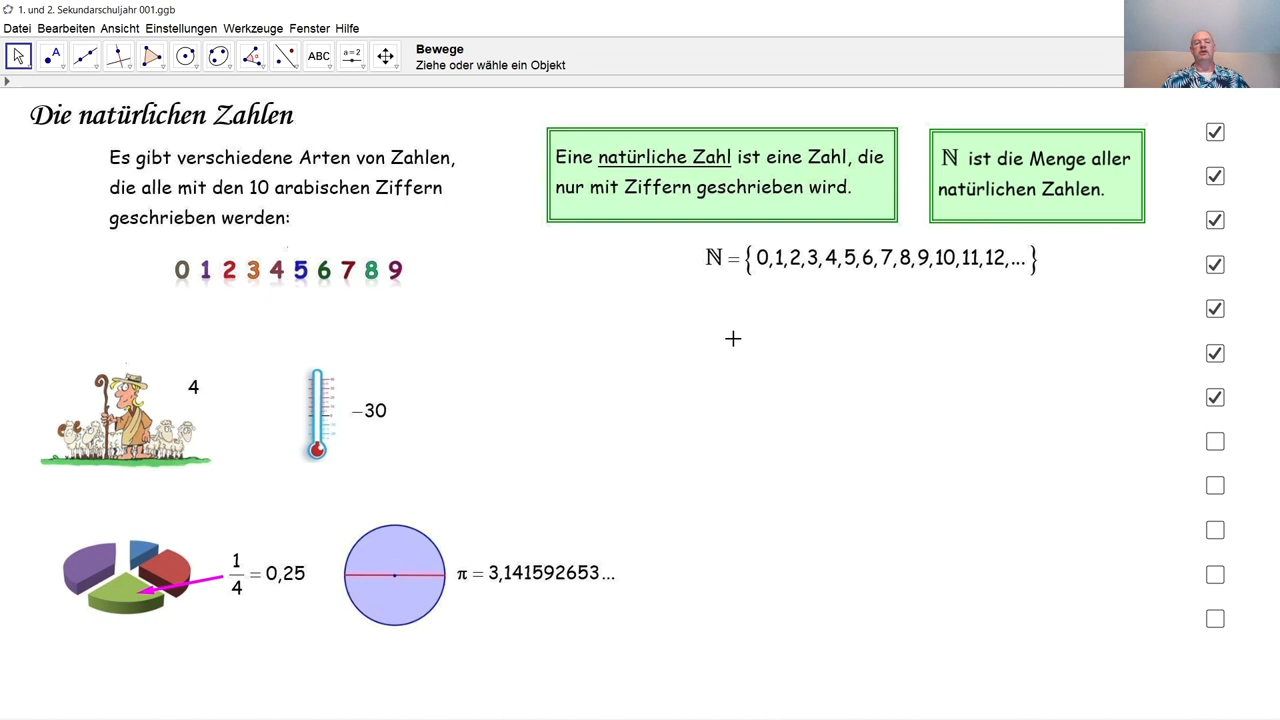 1. und 2. Sekundarschuljahr 001.ggb
Datei Bearbeiten Ansicht Einstellungen Werkzeuge Fenster Hilfe
A
ABC
a=2
Bewege
Ziehe oder wähle ein Objekt
Die natürlichen Zahlen
Es gibt verschiedene Arten von Zahlen,
die alle mit den 10 arabischen Ziffern
geschrieben werden:
0 1 2 3 4 5 6 7 8 9
Eine natürliche Zahl ist eine Zahl, die
nur mit Ziffern geschrieben wird.
ℕ ist die Menge aller
natürlichen Zahlen.
ℕ = {0,1,2,3,4,5,6,7,8,9,10,11,12,...}
4
−30
1/4 = 0,25
π = 3,141592653...